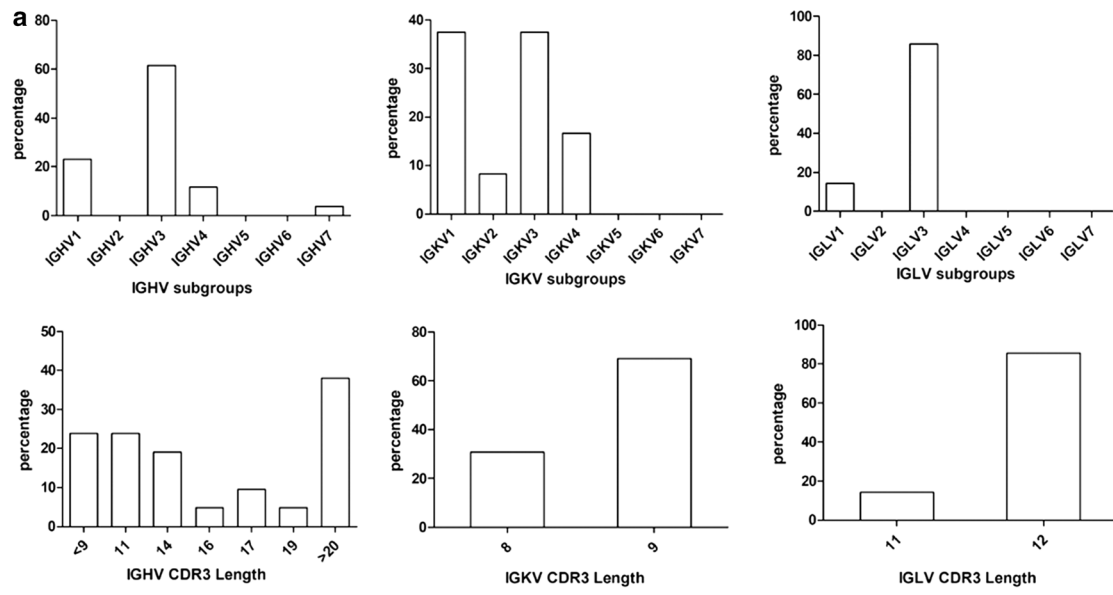 a
80
60
40
20
0
percentage
IGHV1 IGHV2 IGHV3 IGHV4 IGHV5 IGHV6 IGHV7
IGHV subgroups
40
30
20
10
0
percentage
IGKV1 IGKV2 IGKV3 IGKV4 IGKV5 IGKV6 IGKV7
IGKV subgroups
100
80
60
40
20
0
percentage
IGLV1 IGLV2 IGLV3 IGLV4 IGLV5 IGLV6 IGLV7
IGLV subgroups
50
40
30
20
10
0
percentage
<9 11 14 16 17 19 >20
IGHV CDR3 Length
80
60
40
20
0
percentage
8 9
IGKV CDR3 Length
100
80
60
40
20
0
percentage
11 12
IGLV CDR3 Length